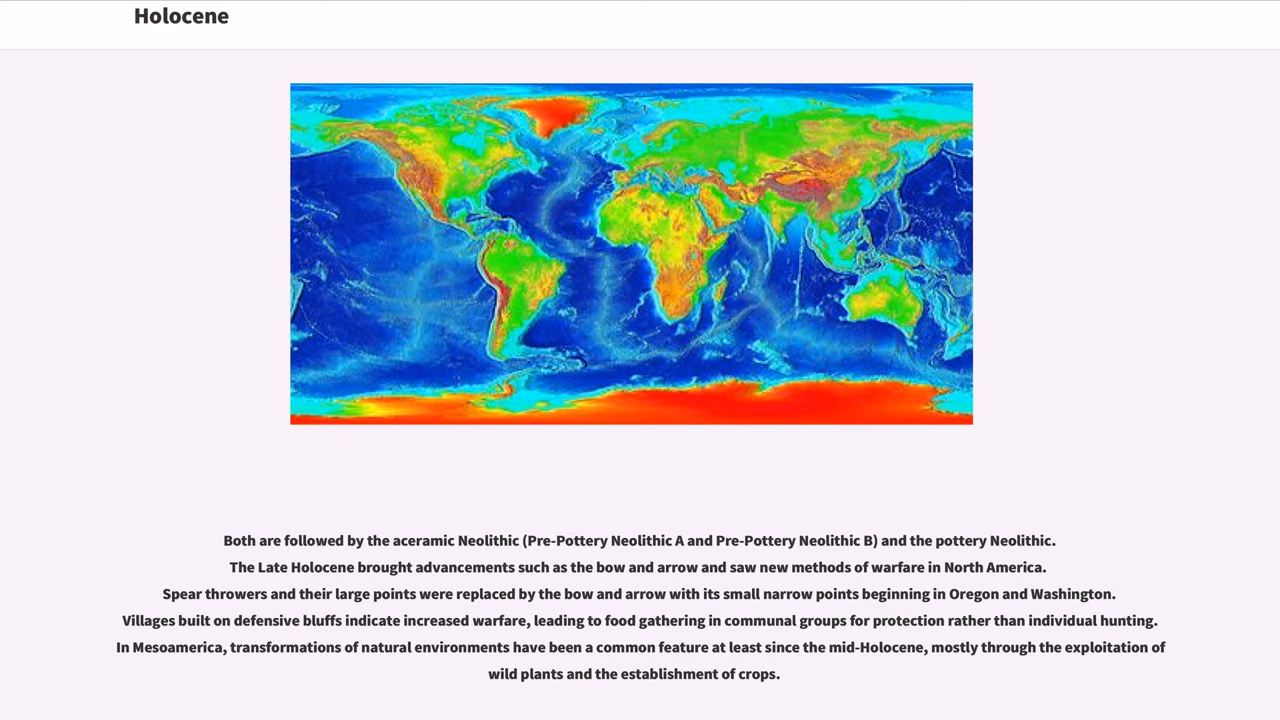 Holocene
Both are followed by the aceramic Neolithic (Pre-Pottery Neolithic A and Pre-Pottery Neolithic B) and the pottery Neolithic.
The Late Holocene brought advancements such as the bow and arrow and saw new methods of warfare in North America.
Spear throwers and their large points were replaced by the bow and arrow with its small narrow points beginning in Oregon and Washington.
Villages built on defensive bluffs indicate increased warfare, leading to food gathering in communal groups for protection rather than individual hunting.
In Mesoamerica, transformations of natural environments have been a common feature at least since the mid-Holocene, mostly through the exploitation of
wild plants and the establishment of crops.